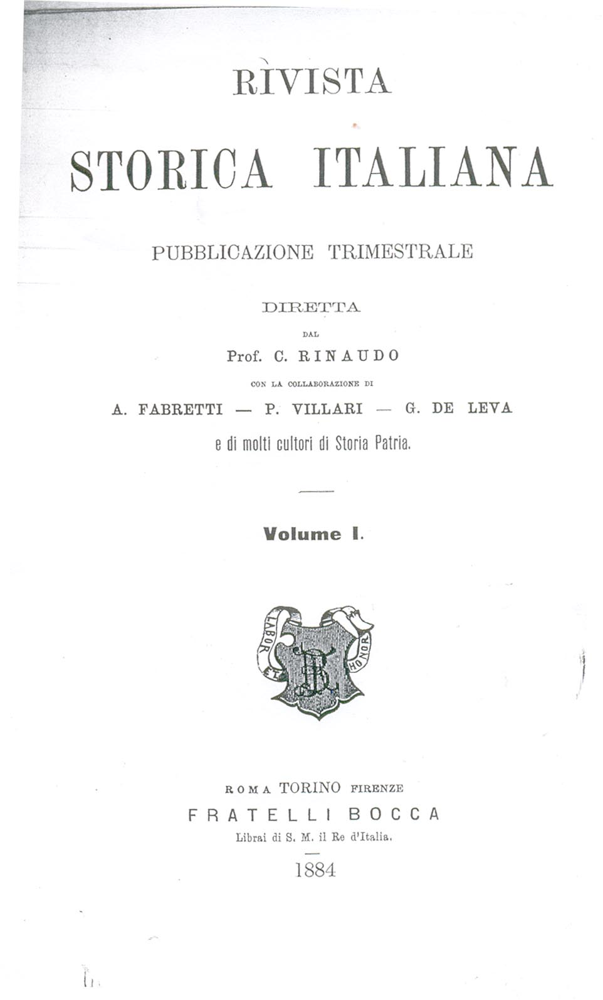 RIVISTA
STORICA ITALIANA
PUBBLICAZIONE TRIMESTRALE
DIRETTA
DAL
Prof. C. RINAUDO
CON LA COLLABORAZIONE DI
A. FABRETTI — P. VILLARI — G. DE LEVA
e di molti cultori di Storia Patria.
Volume I.
LABOR ET HONOR
ROMA TORINO FIRENZE
FRATELLI BOCCA
Librai di S. M. il Re d'Italia.
1884